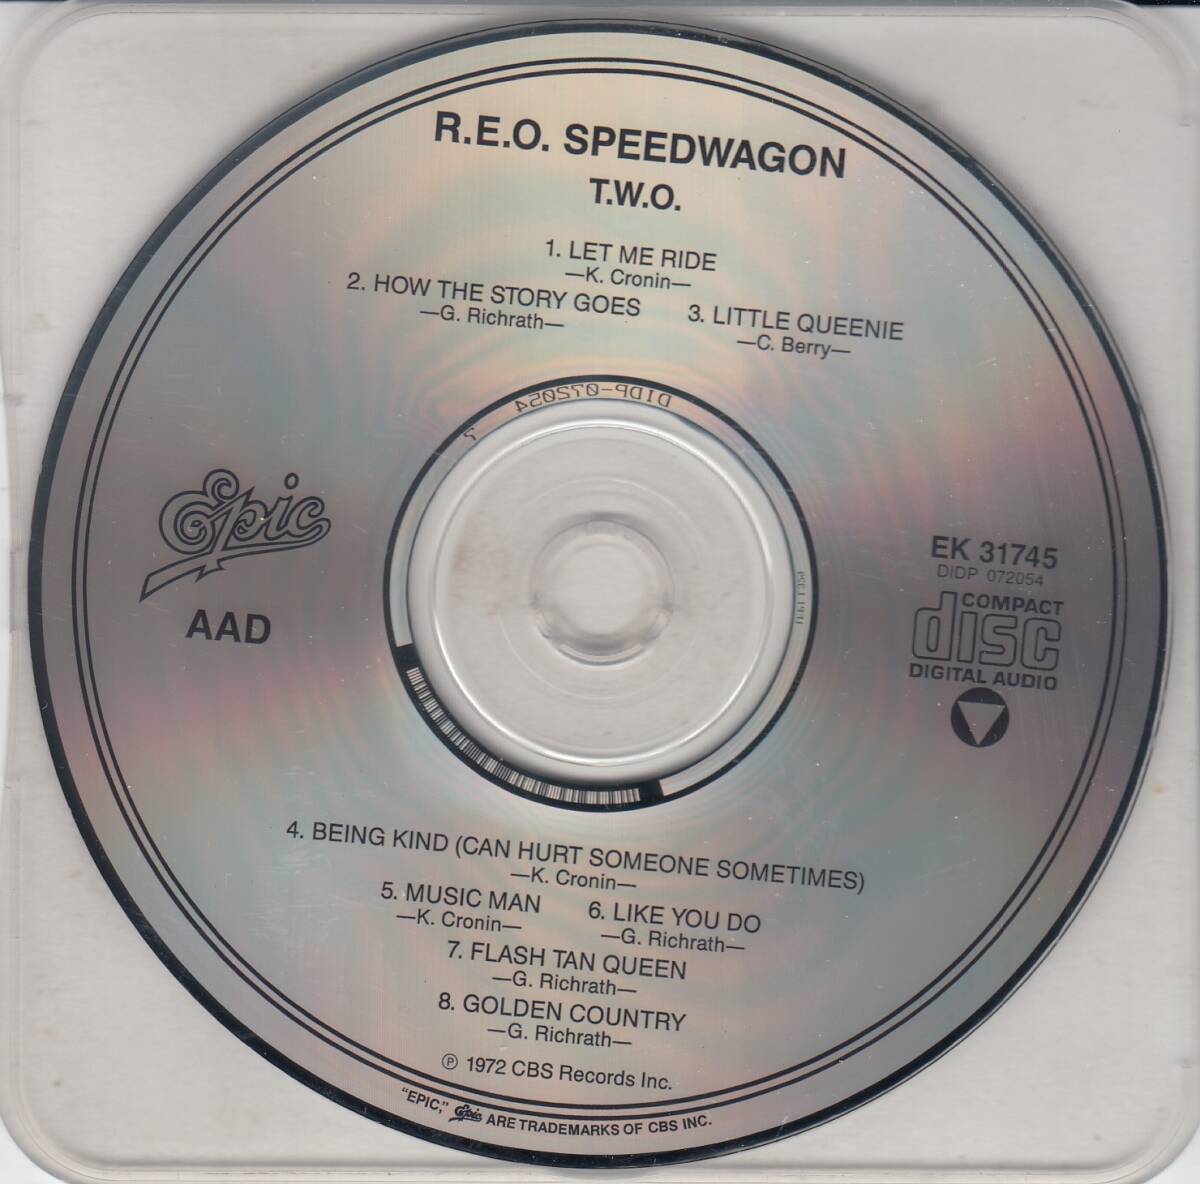 R.E.O. SPEEDWAGON
T.W.O.
1. LET ME RIDE
—K. Cronin—
2. HOW THE STORY GOES
—G. Richrath—
3. LITTLE QUEENIE
—C. Berry—
DIDP-072054
Epic
AAD
EK 31745
DIDP 072054
COMPACT
disc
DIGITAL AUDIO
4. BEING KIND (CAN HURT SOMEONE SOMETIMES)
—K. Cronin—
5. MUSIC MAN
—K. Cronin—
6. LIKE YOU DO
—G. Richrath—
7. FLASH TAN QUEEN
—G. Richrath—
8. GOLDEN COUNTRY
—G. Richrath—
℗ 1972 CBS Records Inc.
“EPIC,” Epic ARE TRADEMARKS OF CBS INC.